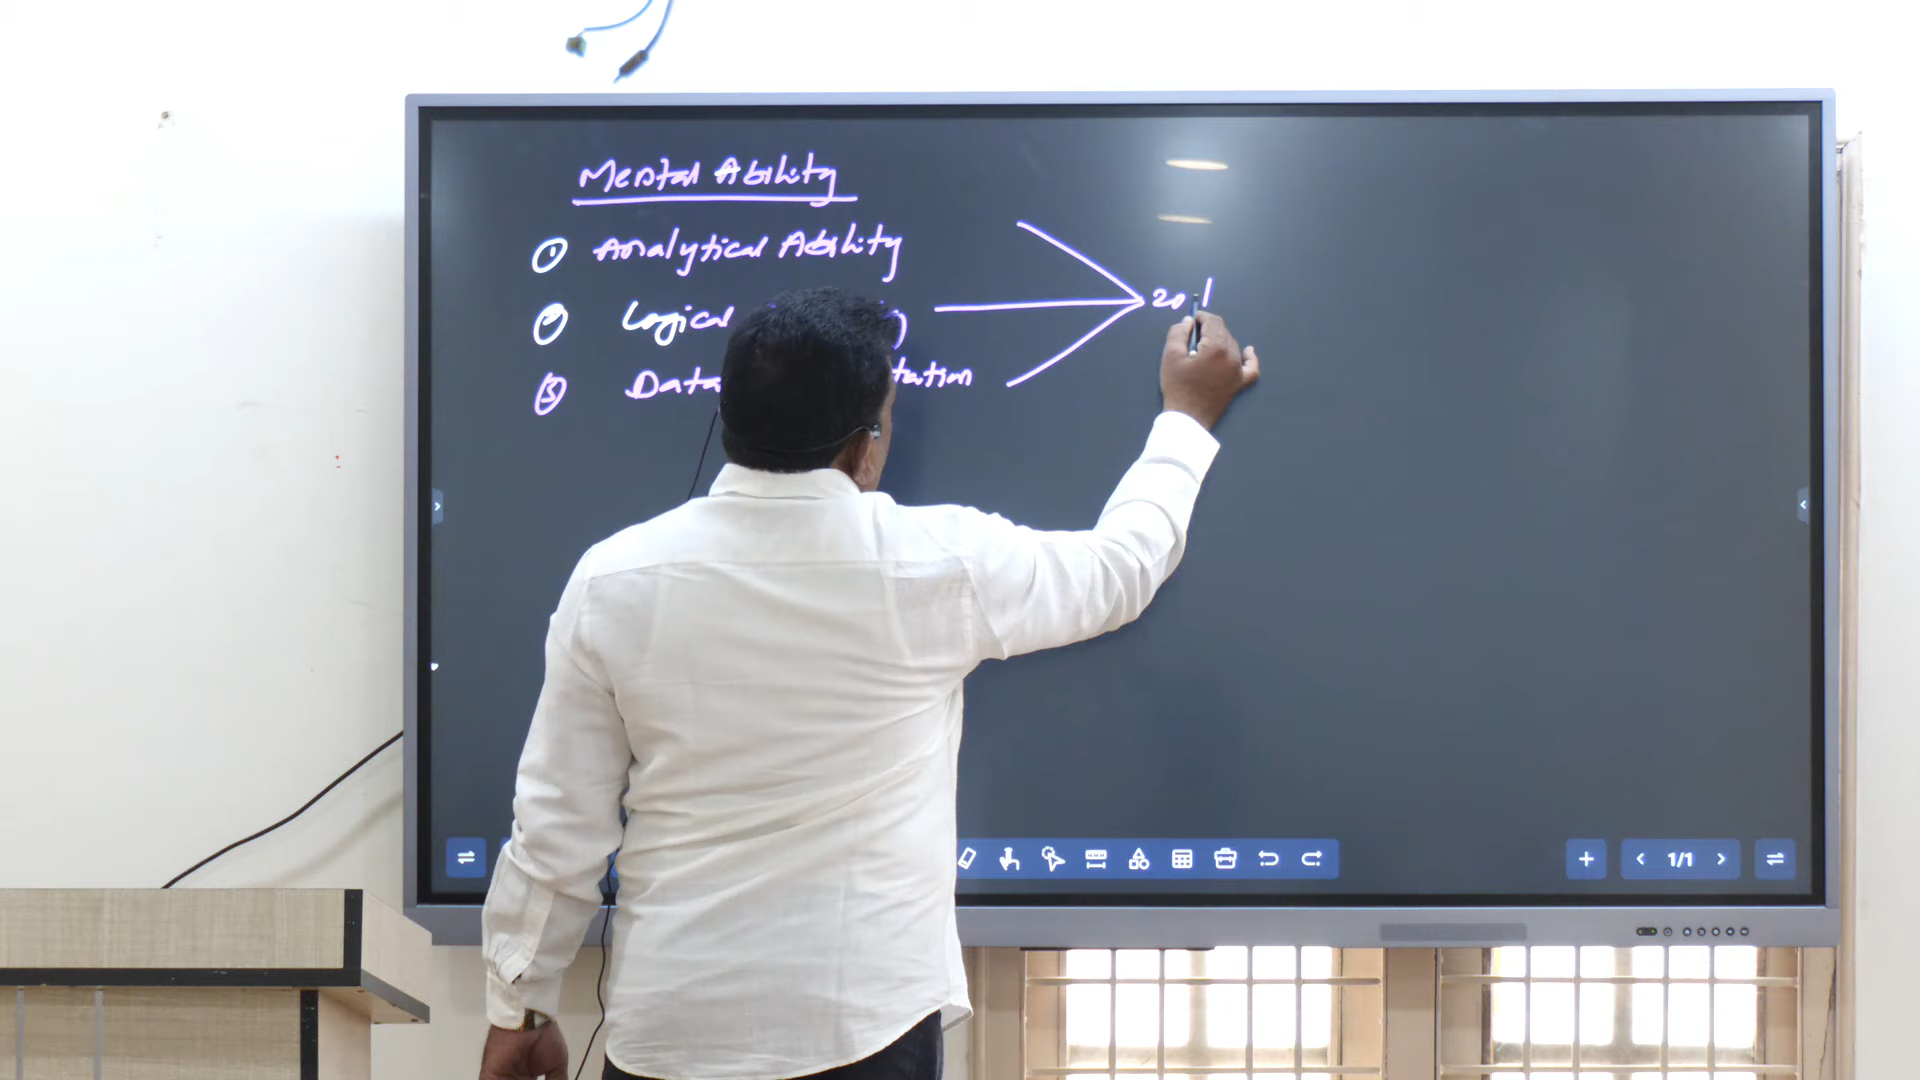 Mental Ability
① Analytical Ability
② Logical
③ Data tation
20
1/1